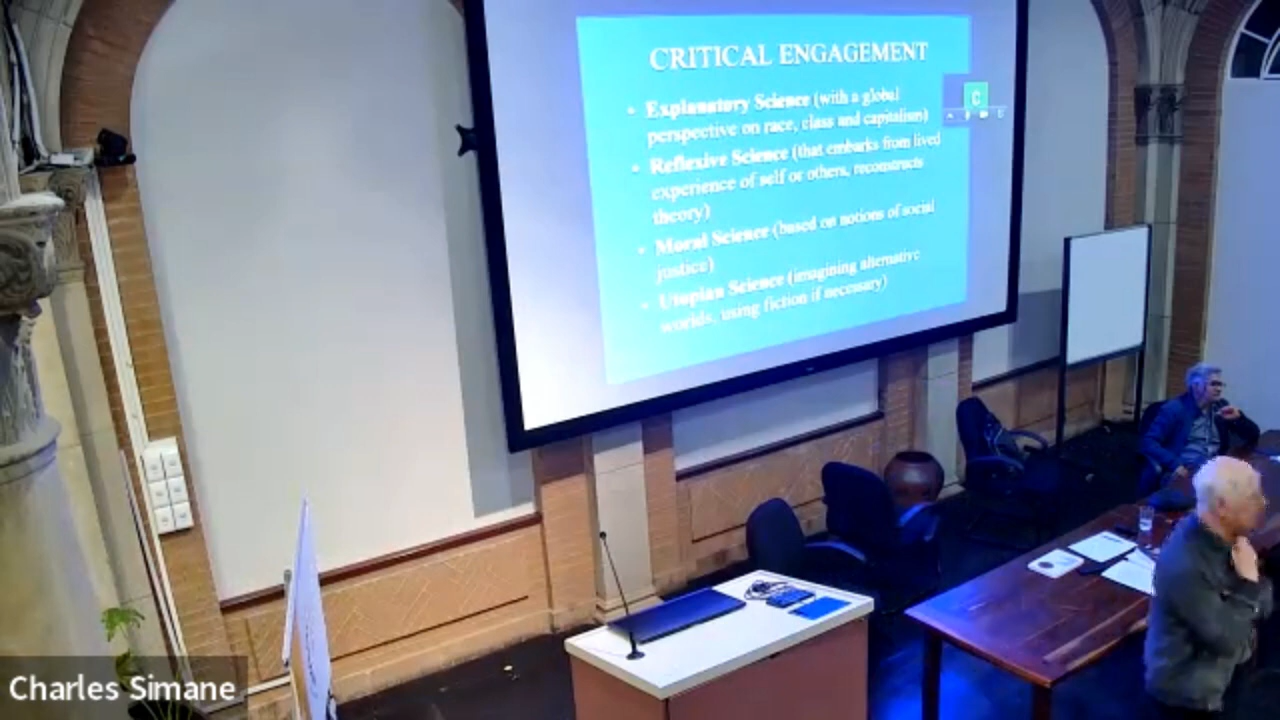 CRITICAL ENGAGEMENT
• Explanatory Science (with a global
perspective on race, class and capitalism)
• Reflexive Science (that embarks from lived
experience of self or others, reconstructs
theory)
• Moral Science (based on notions of social
justice)
• Utopian Science (imagining alternative
worlds, using fiction if necessary)
C
Charles Simane